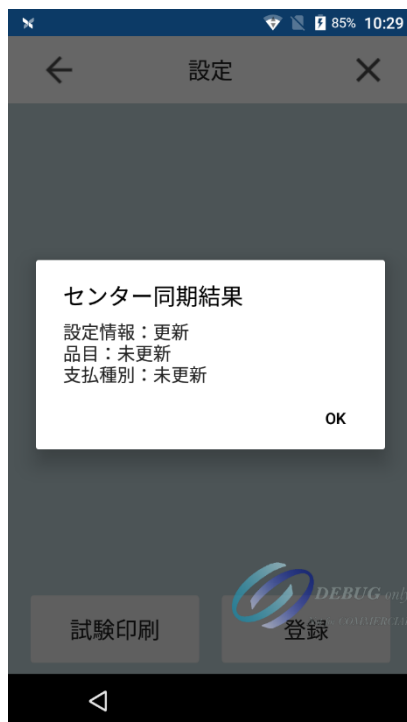 85% 10:29
設定
センター同期結果
設定情報：更新
品目：未更新
支払種別：未更新
OK
DEBUG only
試験印刷
登録